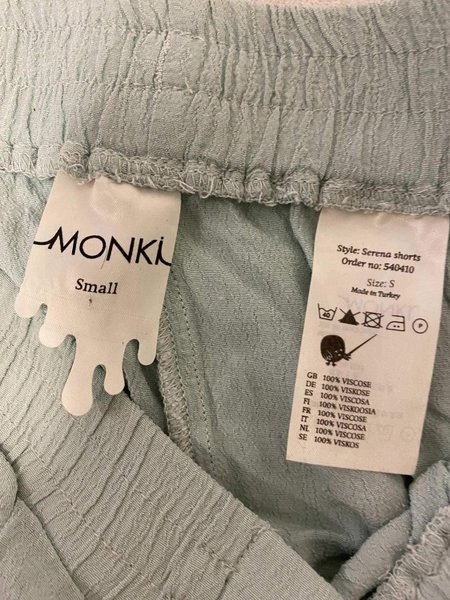 MONKI
Small
Style: Serena shorts
Order no: 540410
Size: S
Made in Turkey
40 P
GB 100% VISCOSE
DE 100% VISKOSE
ES 100% VISCOSA
FI 100% VISKOOSIA
FR 100% VISCOSE
IT 100% VISCOSA
NL 100% VISCOSE
SE 100% VISKOS